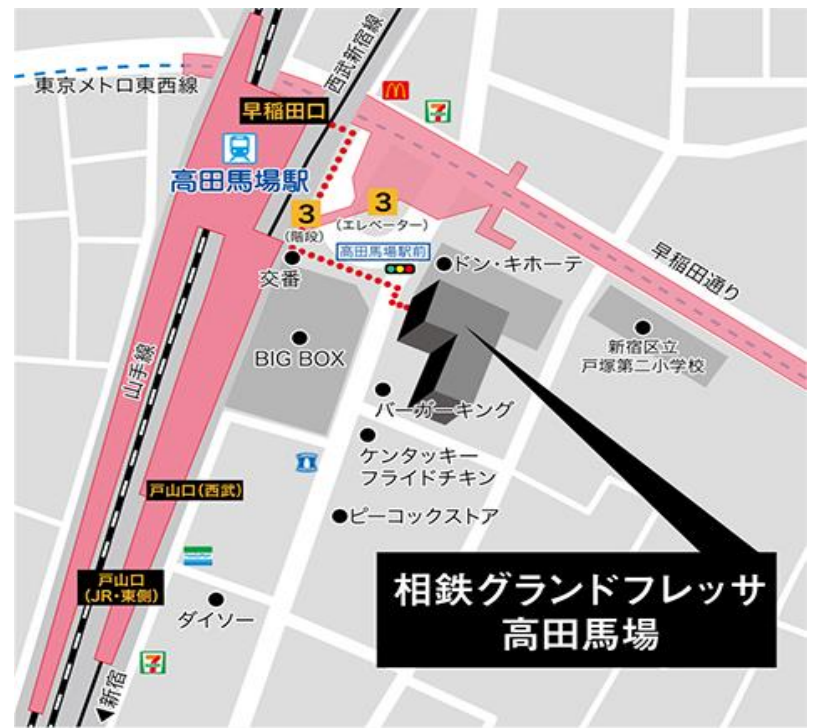 東京メトロ東西線
西武新宿線
早稲田口
7
高田馬場駅
3
(階段)
3
(エレベーター)
高田馬場駅前
交番
ドン・キホーテ
早稲田通り
BIG BOX
新宿区立
戸塚第二小学校
山手線
バーガーキング
ケンタッキー
フライドチキン
戸山口(西武)
ピーコックストア
戸山口
(JR・東側)
ダイソー
相鉄グランドフレッサ
高田馬場
7
新宿